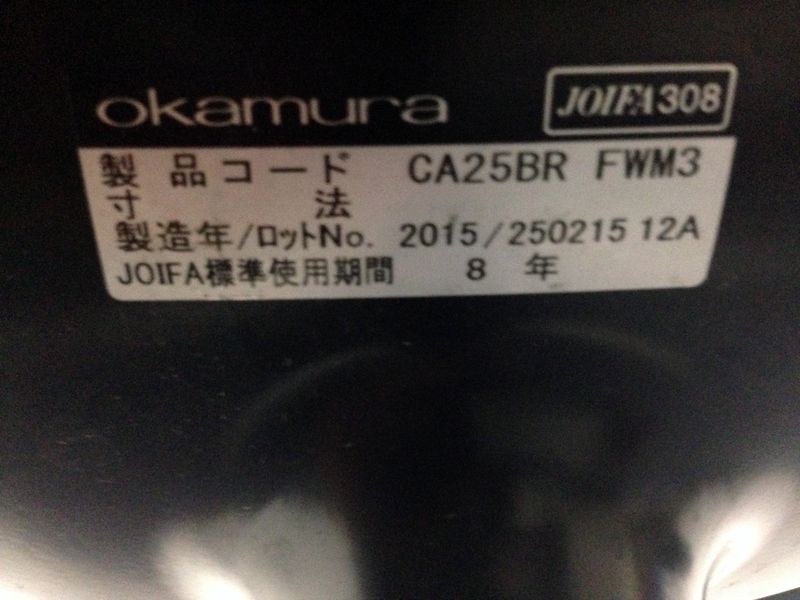 okamura JOIFA308
製品コード CA25BR FWM3
寸法
製造年/ロットNo. 2015/250215 12A
JOIFA標準使用期間 8 年